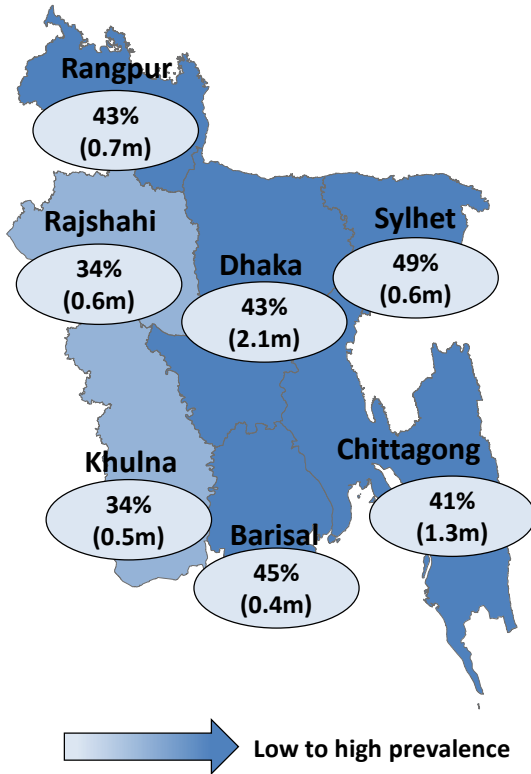 Rangpur
43%
(0.7m)
Rajshahi
34%
(0.6m)
Dhaka
43%
(2.1m)
Sylhet
49%
(0.6m)
Khulna
34%
(0.5m)
Barisal
45%
(0.4m)
Chittagong
41%
(1.3m)
Low to high prevalence